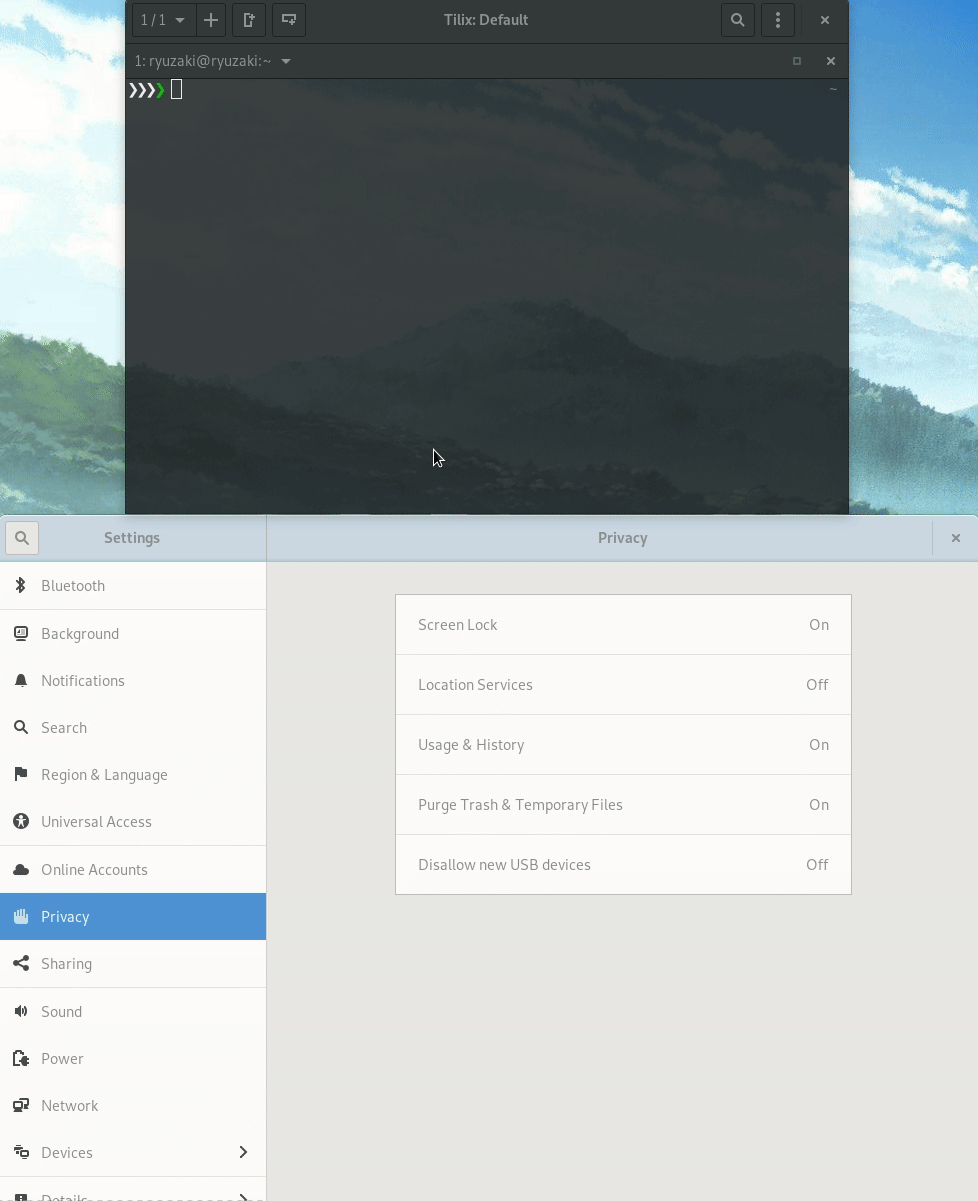 1 / 1
Tilix: Default
1: ryuzaki@ryuzaki:~
❯❯❯❯
~
Settings
Privacy
Bluetooth
Background
Notifications
Search
Region & Language
Universal Access
Online Accounts
Privacy
Sharing
Sound
Power
Network
Devices
Details
Screen Lock On
Location Services Off
Usage & History On
Purge Trash & Temporary Files On
Disallow new USB devices Off